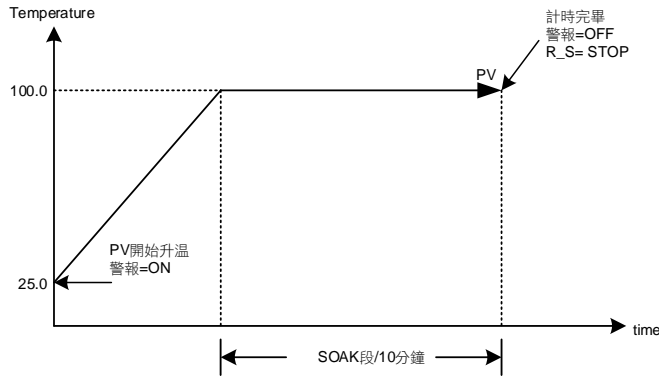 Temperature
計時完畢
警報=OFF
R_S= STOP
PV
100.0
PV開始升温
警報=ON
25.0
time
SOAK段/10分鐘